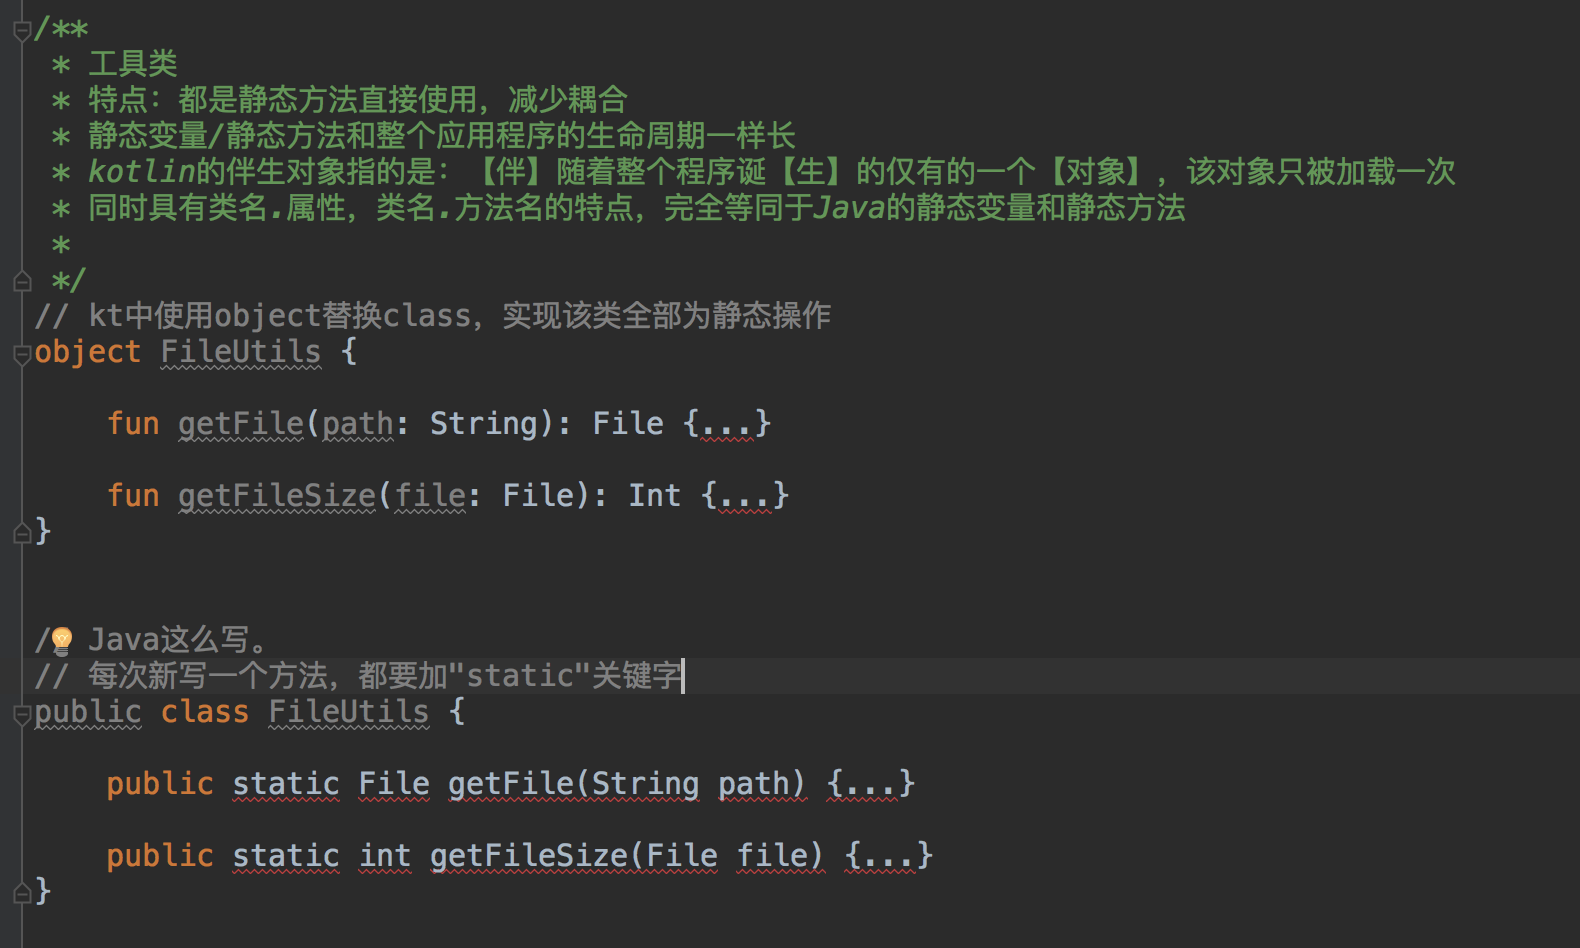 /**
 * 工具类
 * 特点：都是静态方法直接使用，减少耦合
 * 静态变量/静态方法和整个应用程序的生命周期一样长
 * kotlin的伴生对象指的是：【伴】随着整个程序诞【生】的仅有的一个【对象】，该对象只被加载一次
 * 同时具有类名.属性，类名.方法名的特点，完全等同于Java的静态变量和静态方法
 *
 */
// kt中使用object替换class，实现该类全部为静态操作
object FileUtils {
    fun getFile(path: String): File {...}
    fun getFileSize(file: File): Int {...}
}
/ Java这么写。
// 每次新写一个方法，都要加"static"关键字
public class FileUtils {
    public static File getFile(String path) {...}
    public static int getFileSize(File file) {...}
}